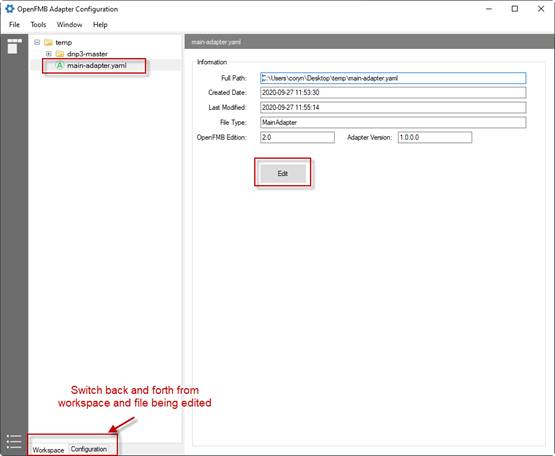 OpenFMB Adapter Configuration
File Tools Window Help
temp
dnp3-master
main-adapter.yaml
main-adapter.yaml
Information
Full Path: C:\Users\coryn\Desktop\temp\main-adapter.yaml
Created Date: 2020-09-27 11:53:30
Last Modified: 2020-09-27 11:55:14
File Type: MainAdapter
OpenFMB Edition: 2.0 Adapter Version: 1.0.0.0
Edit
Switch back and forth from
workspace and file being edited
Workspace Configuration